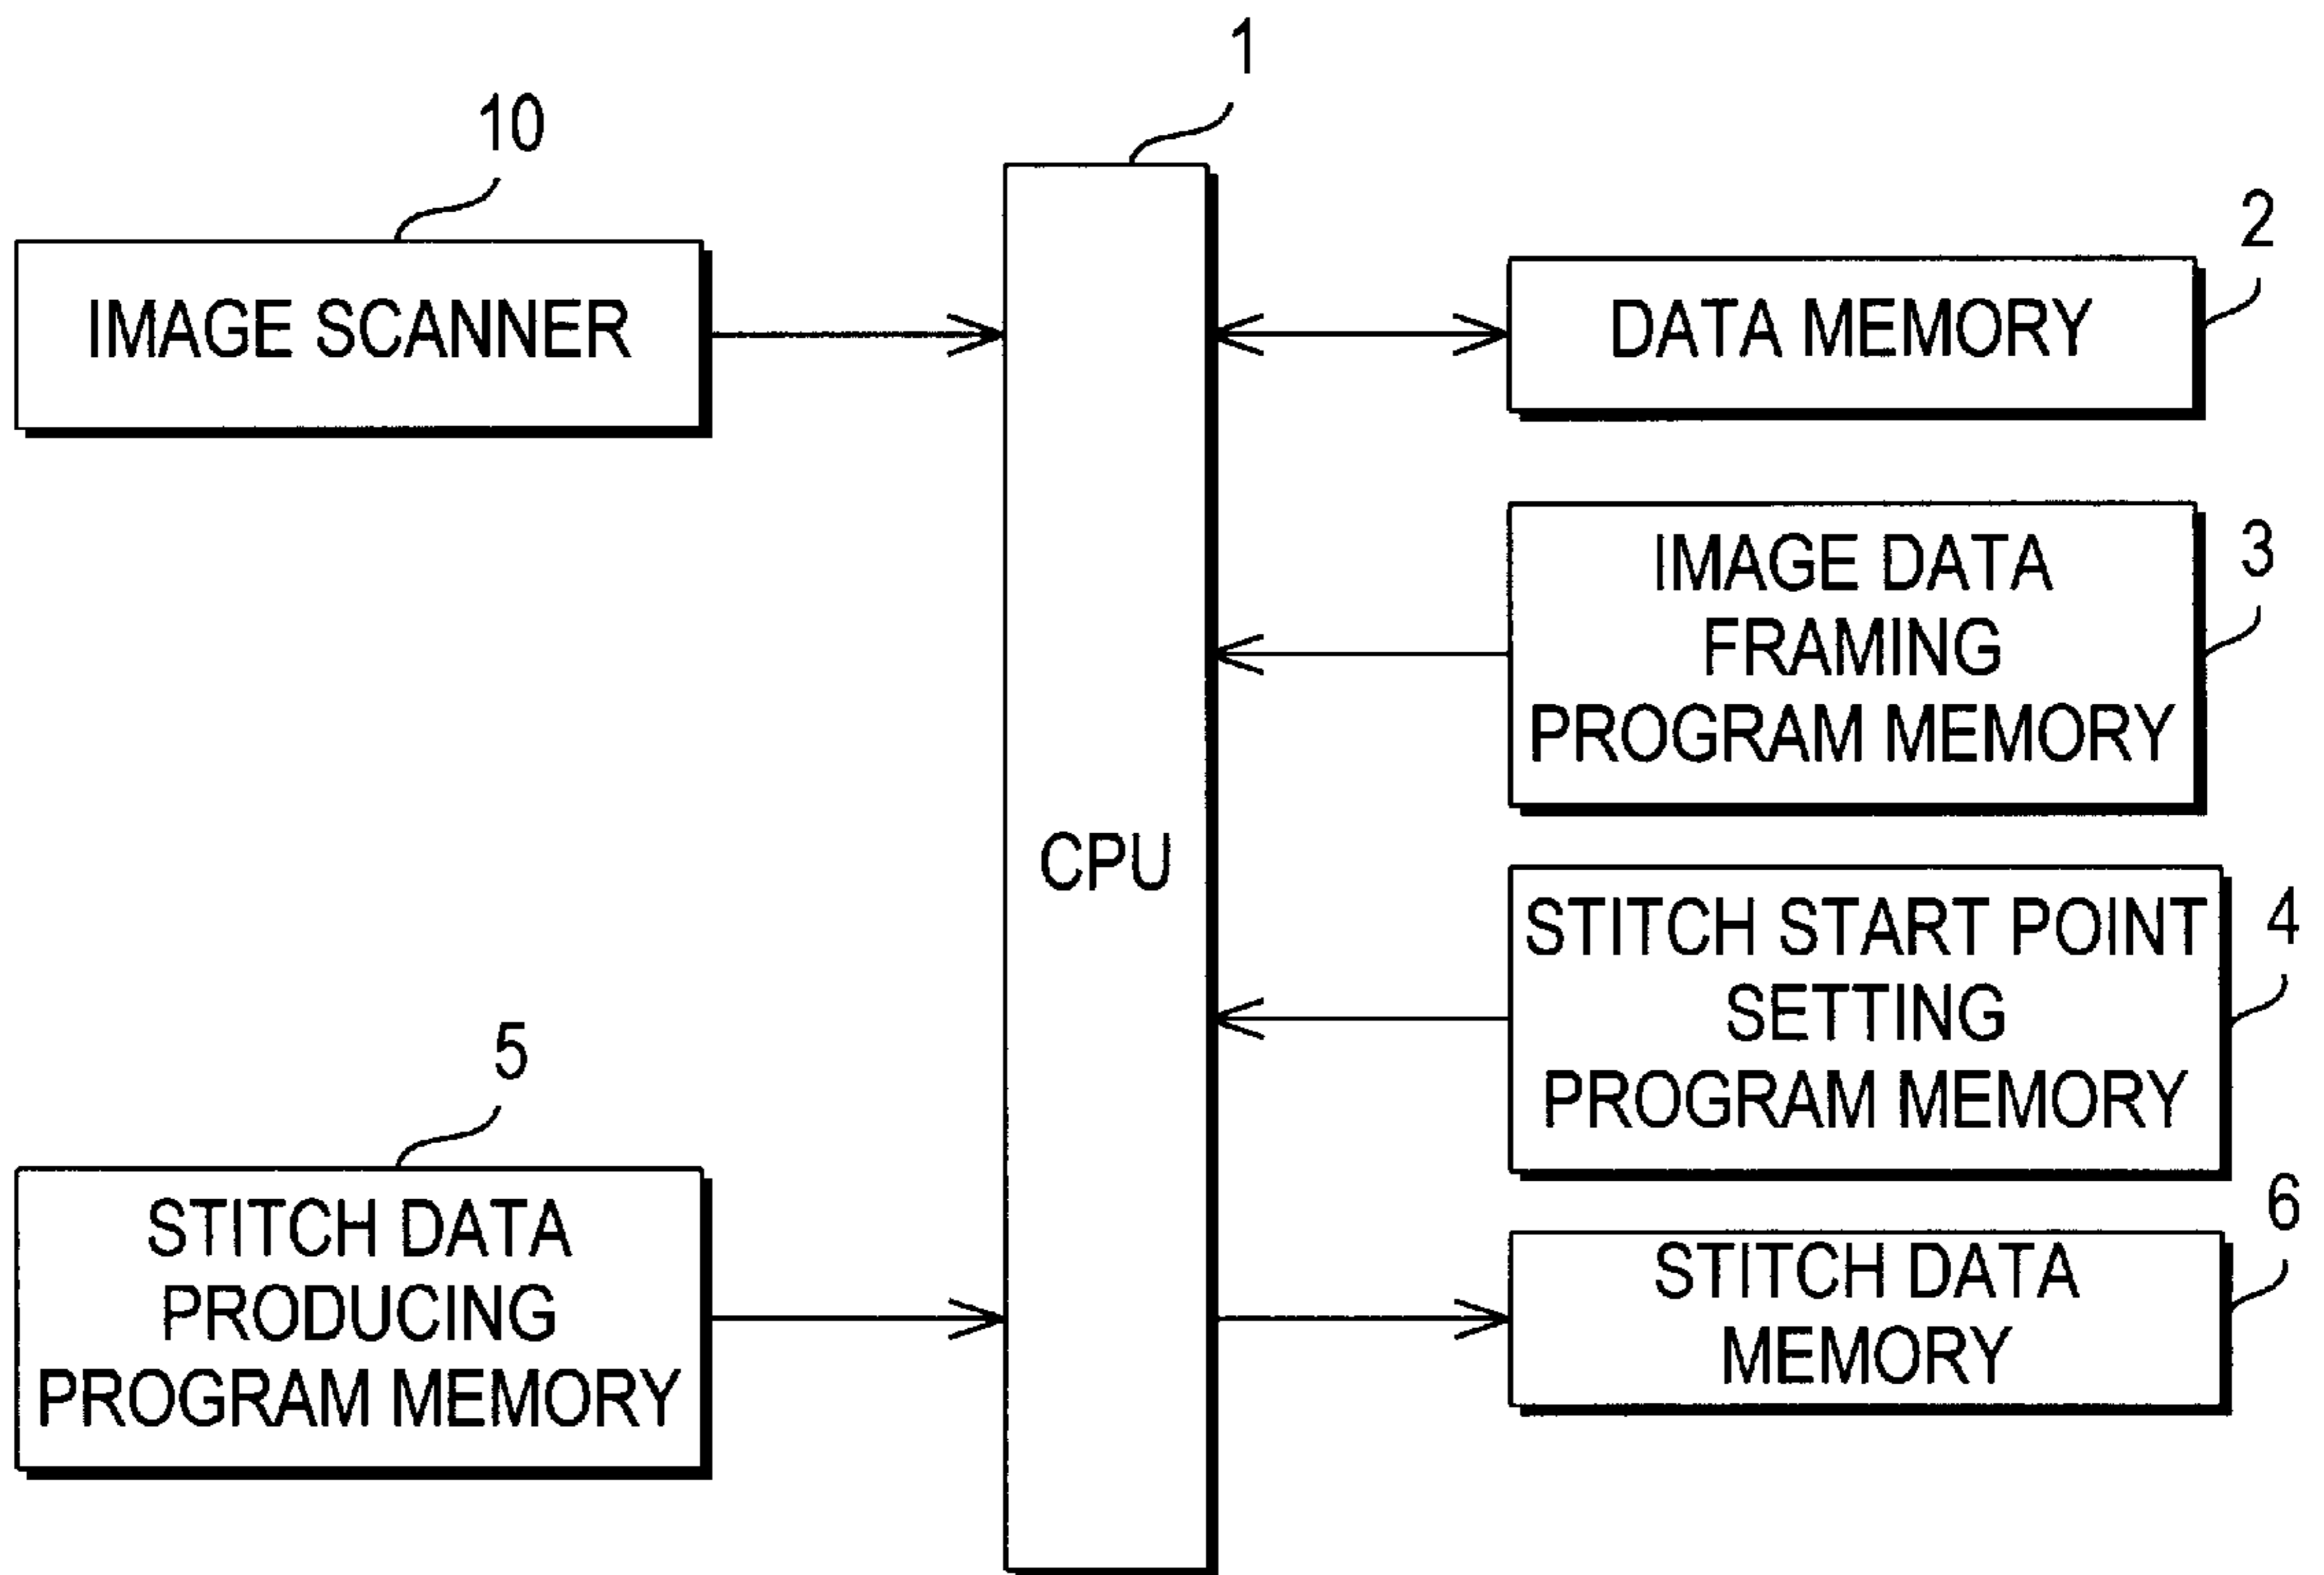 1
10
IMAGE SCANNER
2
DATA MEMORY
3
IMAGE DATA
FRAMING
PROGRAM MEMORY
CPU
4
STITCH START POINT
SETTING
PROGRAM MEMORY
5
STITCH DATA
PRODUCING
PROGRAM MEMORY
6
STITCH DATA
MEMORY